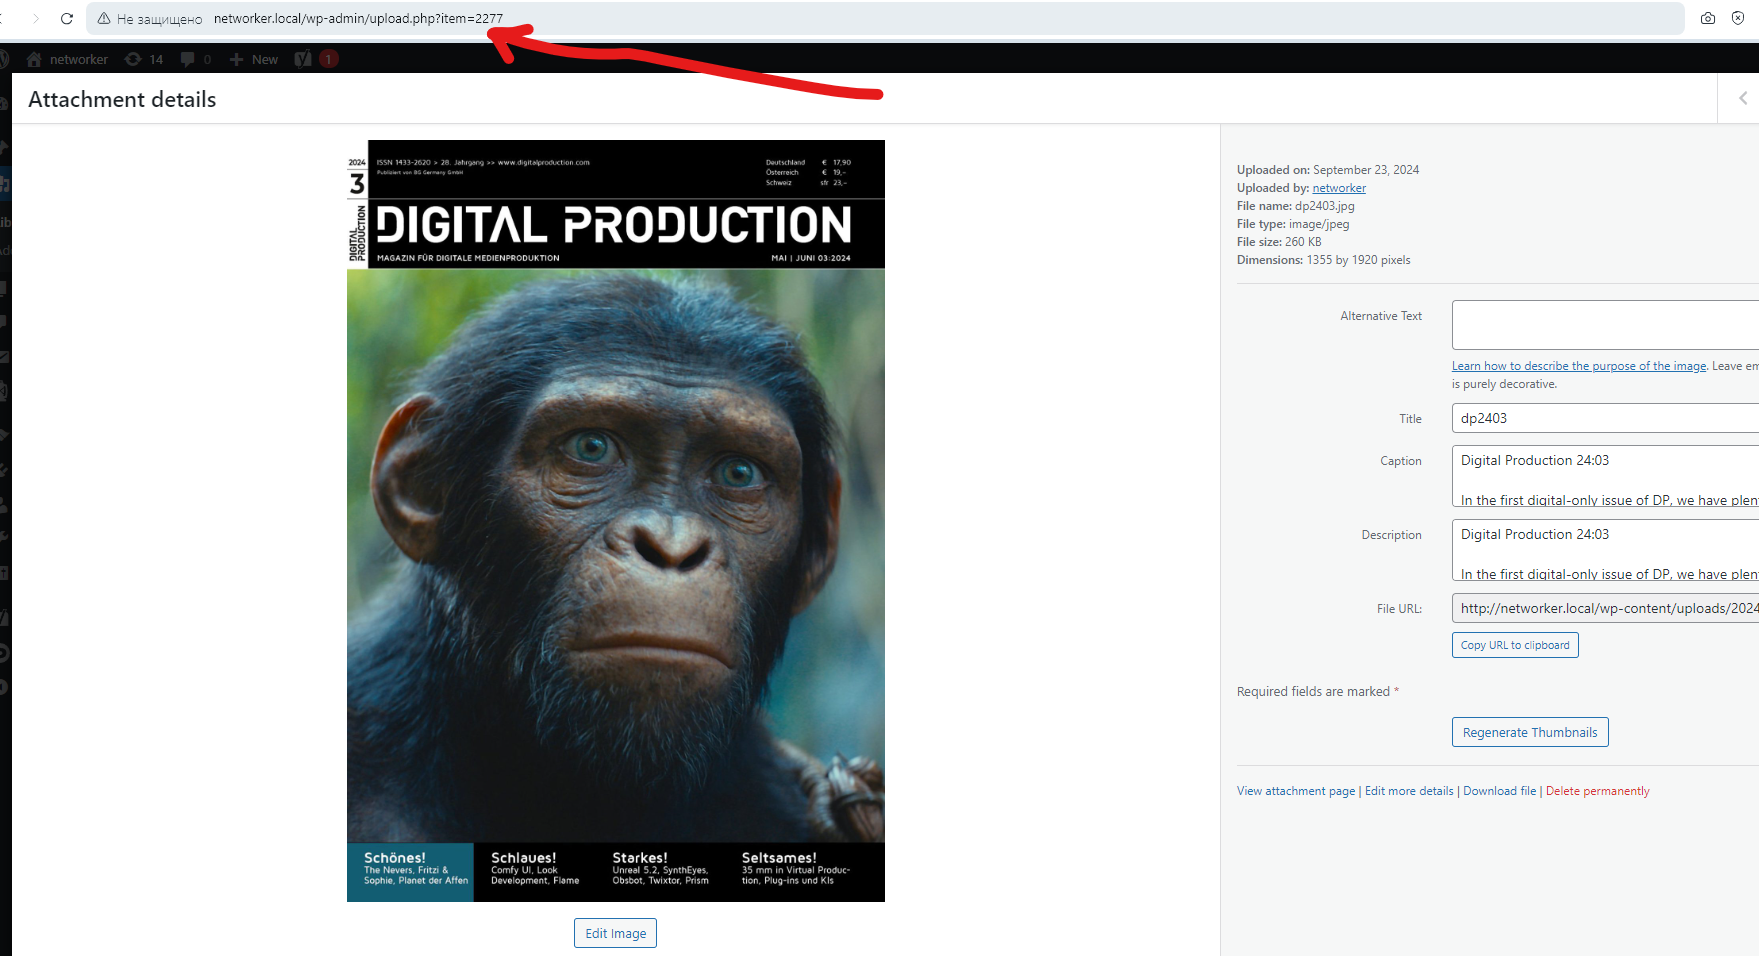 Не защищено networker.local/wp-admin/upload.php?item=2277
networker 14 0 New 1
Attachment details
2024
3
DIGITAL PRODUCTION
ISSN 1433-2620 > 28. Jahrgang >> www.digitalproduction.com
Publiziert von BG Germany GmbH
Deutschland € 17,90
Österreich € 19,–
Schweiz sfr 23,–
DIGITAL PRODUCTION
MAGAZIN FÜR DIGITALE MEDIENPRODUKTION MAI | JUNI 03:2024
Schönes!
The Nevers, Fritzi &
Sophie, Planet der Affen
Schlaues!
Comfy UI, Look
Development, Flame
Starkes!
Unreal 5.2, SynthEyes,
Obsbot, Twixtor, Prism
Seltsames!
35 mm in Virtual Produc-
tion, Plug-ins und KIs
Edit Image
Uploaded on: September 23, 2024
Uploaded by: networker
File name: dp2403.jpg
File type: image/jpeg
File size: 260 KB
Dimensions: 1355 by 1920 pixels
Alternative Text
Learn how to describe the purpose of the image. Leave em
is purely decorative.
Title dp2403
Caption Digital Production 24:03
In the first digital-only issue of DP, we have plen
Description Digital Production 24:03
In the first digital-only issue of DP, we have plen
File URL: http://networker.local/wp-content/uploads/2024
Copy URL to clipboard
Required fields are marked *
Regenerate Thumbnails
View attachment page | Edit more details | Download file | Delete permanently